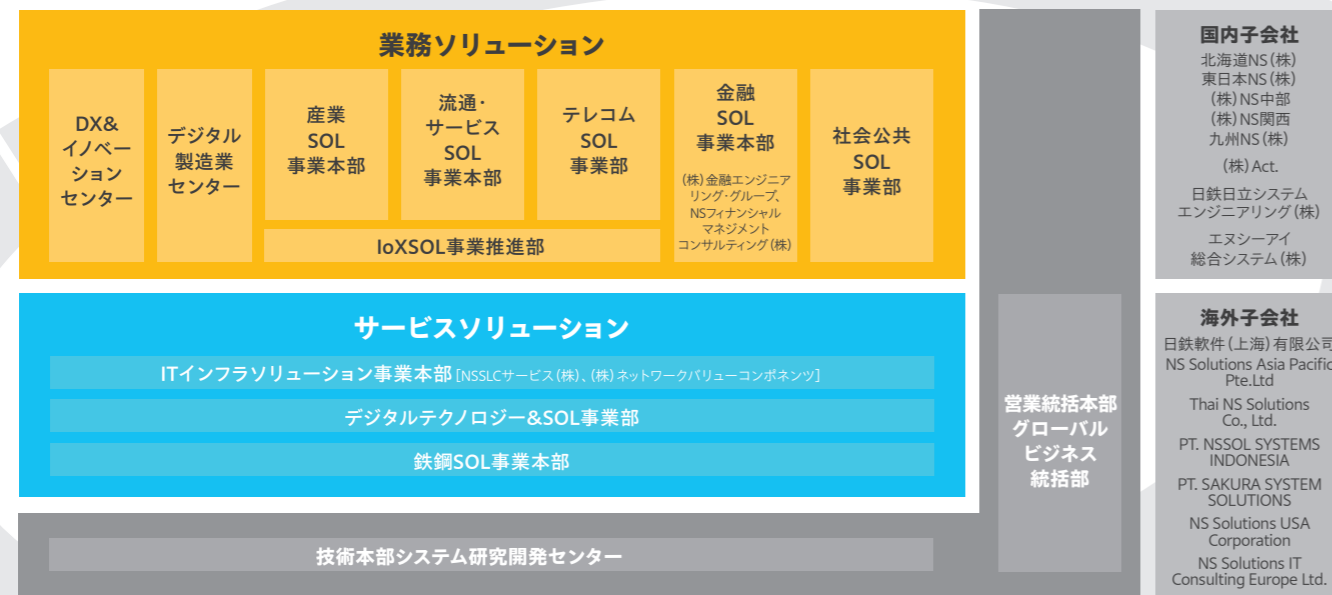 業務ソリューション
DX&
イノベー
ション
センター
デジタル
製造業
センター
産業
SOL
事業本部
流通・
サービス
SOL
事業本部
テレコム
SOL
事業部
IoXSOL事業推進部
金融
SOL
事業本部
(株)金融エンジニア
リング・グループ、
NSフィナンシャル
マネジメント
コンサルティング(株)
社会公共
SOL
事業部
サービスソリューション
ITインフラソリューション事業本部[NSSLCサービス(株)、(株)ネットワークバリューコンポネンツ]
デジタルテクノロジー&SOL事業部
鉄鋼SOL事業本部
技術本部システム研究開発センター
営業統括本部
グローバル
ビジネス
統括部
国内子会社
北海道NS(株)
東日本NS(株)
(株)NS中部
(株)NS関西
九州NS(株)
(株)Act.
日鉄日立システム
エンジニアリング(株)
エヌシーアイ
総合システム(株)
海外子会社
日鉄軟件(上海)有限公司
NS Solutions Asia Pacific
Pte.Ltd
Thai NS Solutions
Co., Ltd.
PT. NSSOL SYSTEMS
INDONESIA
PT. SAKURA SYSTEM
SOLUTIONS
NS Solutions USA
Corporation
NS Solutions IT
Consulting Europe Ltd.